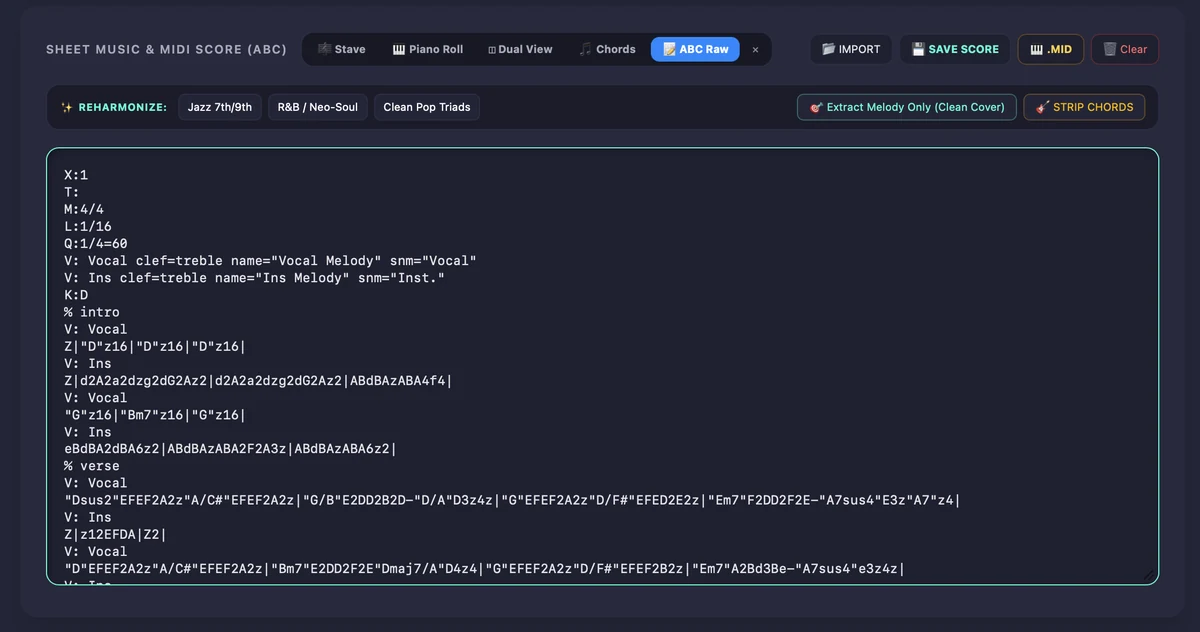 SHEET MUSIC & MIDI SCORE (ABC) Stave Piano Roll Dual View Chords ABC Raw × IMPORT SAVE SCORE .MID Clear
REHARMONIZE: Jazz 7th/9th R&B / Neo-Soul Clean Pop Triads Extract Melody Only (Clean Cover) STRIP CHORDS
X:1
T:
M:4/4
L:1/16
Q:1/4=60
V: Vocal clef=treble name="Vocal Melody" snm="Vocal"
V: Ins clef=treble name="Ins Melody" snm="Inst."
K:D
% intro
V: Vocal
Z|"D"z16|"D"z16|"D"z16|
V: Ins
Z|d2A2a2dzg2dG2Az2|d2A2a2dzg2dG2Az2|ABdBAzABA4f4|
V: Vocal
"G"z16|"Bm7"z16|"G"z16|
V: Ins
eBdBA2dBA6z2|ABdBAzABA2F2A3z|ABdBAzABA6z2|
% verse
V: Vocal
"Dsus2"EFEF2A2z"A/C#"EFEF2A2z|"G/B"E2DD2B2D-"D/A"D3z4z|"G"EFEF2A2z"D/F#"EFED2E2z|"Em7"F2DD2F2E-"A7sus4"E3z"A7"z4|
V: Ins
Z|z12EFDA|Z2|
V: Vocal
"D"EFEF2A2z"A/C#"EFEF2A2z|"Bm7"E2DD2F2E"Dmaj7/A"D4z4|"G"EFEF2A2z"D/F#"EFEF2B2z|"Em7"A2Bd3Be-"A7sus4"e3z4z|
V: Ins